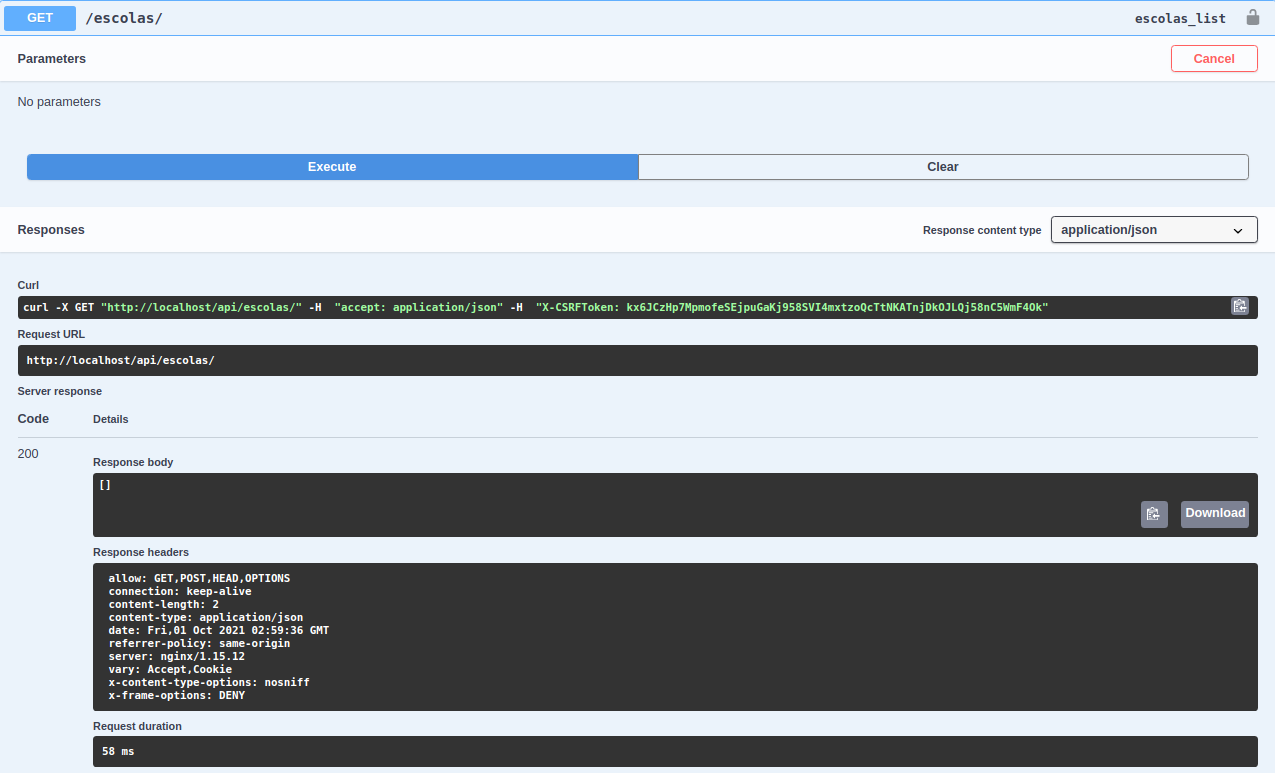 GET /escolas/ escolas_list
Parameters Cancel
No parameters
Execute Clear
Responses Response content type application/json
Curl
curl -X GET "http://localhost/api/escolas/" -H  "accept: application/json" -H  "X-CSRFToken: kx6JCzHp7MpmofeSEjpuGaKj958SVI4mxtzoQcTtNKATnjDkOJLQj58nC5WmF4Ok"
Request URL
http://localhost/api/escolas/
Server response
Code Details
200
Response body
[]
Download
Response headers
allow: GET,POST,HEAD,OPTIONS
connection: keep-alive
content-length: 2
content-type: application/json
date: Fri,01 Oct 2021 02:59:36 GMT
referrer-policy: same-origin
server: nginx/1.15.12
vary: Accept,Cookie
x-content-type-options: nosniff
x-frame-options: DENY
Request duration
58 ms